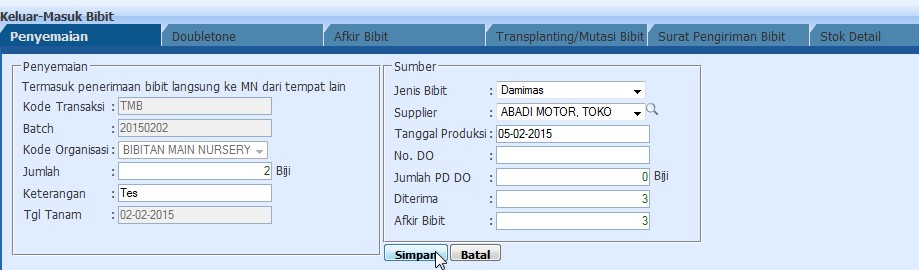 Keluar-Masuk Bibit
Penyemaian Doubletone Afkir Bibit Transplanting/Mutasi Bibit Surat Pengiriman Bibit Stok Detail
Penyemaian
Termasuk penerimaan bibit langsung ke MN dari tempat lain
Kode Transaksi : TMB
Batch : 20150202
Kode Organisasi : BIBITAN MAIN NURSERY
Jumlah : 2 Biji
Keterangan : Tes
Tgl Tanam : 02-02-2015
Sumber
Jenis Bibit : Damimas
Supplier : ABADI MOTOR, TOKO
Tanggal Produksi : 05-02-2015
No. DO :
Jumlah PD DO : 0 Biji
Diterima : 3
Afkir Bibit : 3
Simpan Batal